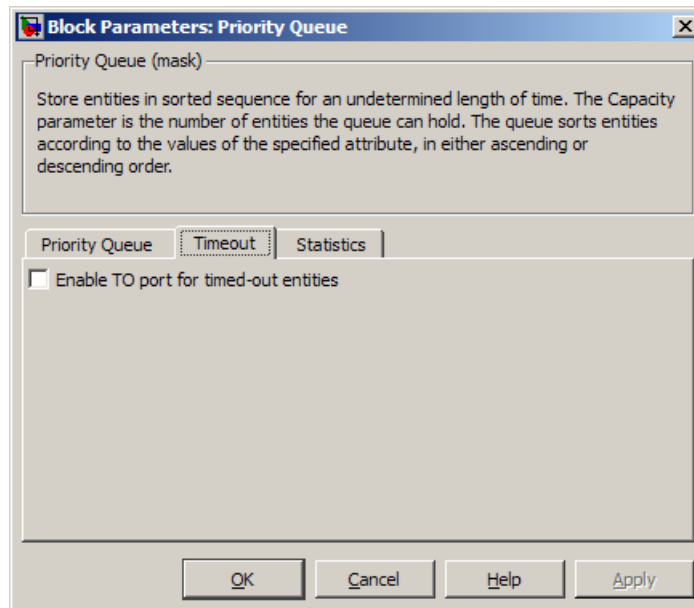 Block Parameters: Priority Queue
Priority Queue (mask)
Store entities in sorted sequence for an undetermined length of time. The Capacity
parameter is the number of entities the queue can hold. The queue sorts entities
according to the values of the specified attribute, in either ascending or
descending order.
Priority Queue Timeout Statistics
Enable TO port for timed-out entities
OK Cancel Help Apply